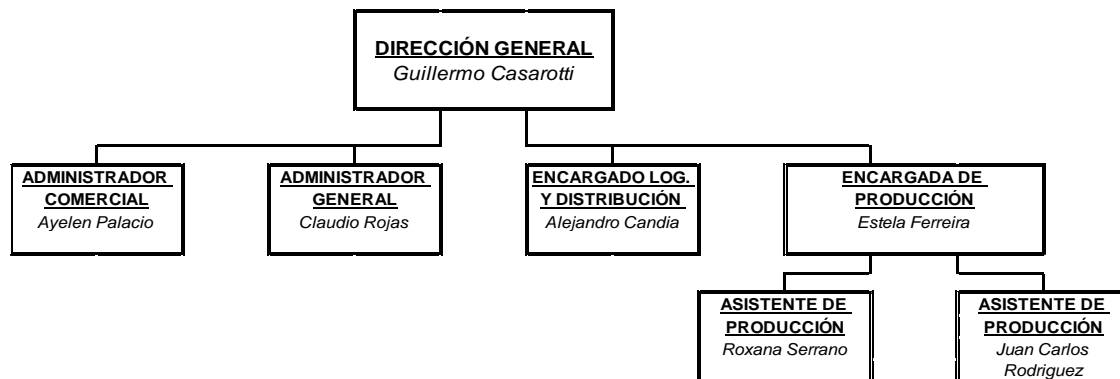 DIRECCIÓN GENERAL
Guillermo Casarotti
ADMINISTRADOR
COMERCIAL
Ayelen Palacio
ADMINISTRADOR
GENERAL
Claudio Rojas
ENCARGADO LOG.
Y DISTRIBUCIÓN
Alejandro Candia
ENCARGADA DE
PRODUCCIÓN
Estela Ferreira
ASISTENTE DE
PRODUCCIÓN
Roxana Serrano
ASISTENTE DE
PRODUCCIÓN
Juan Carlos
Rodriguez